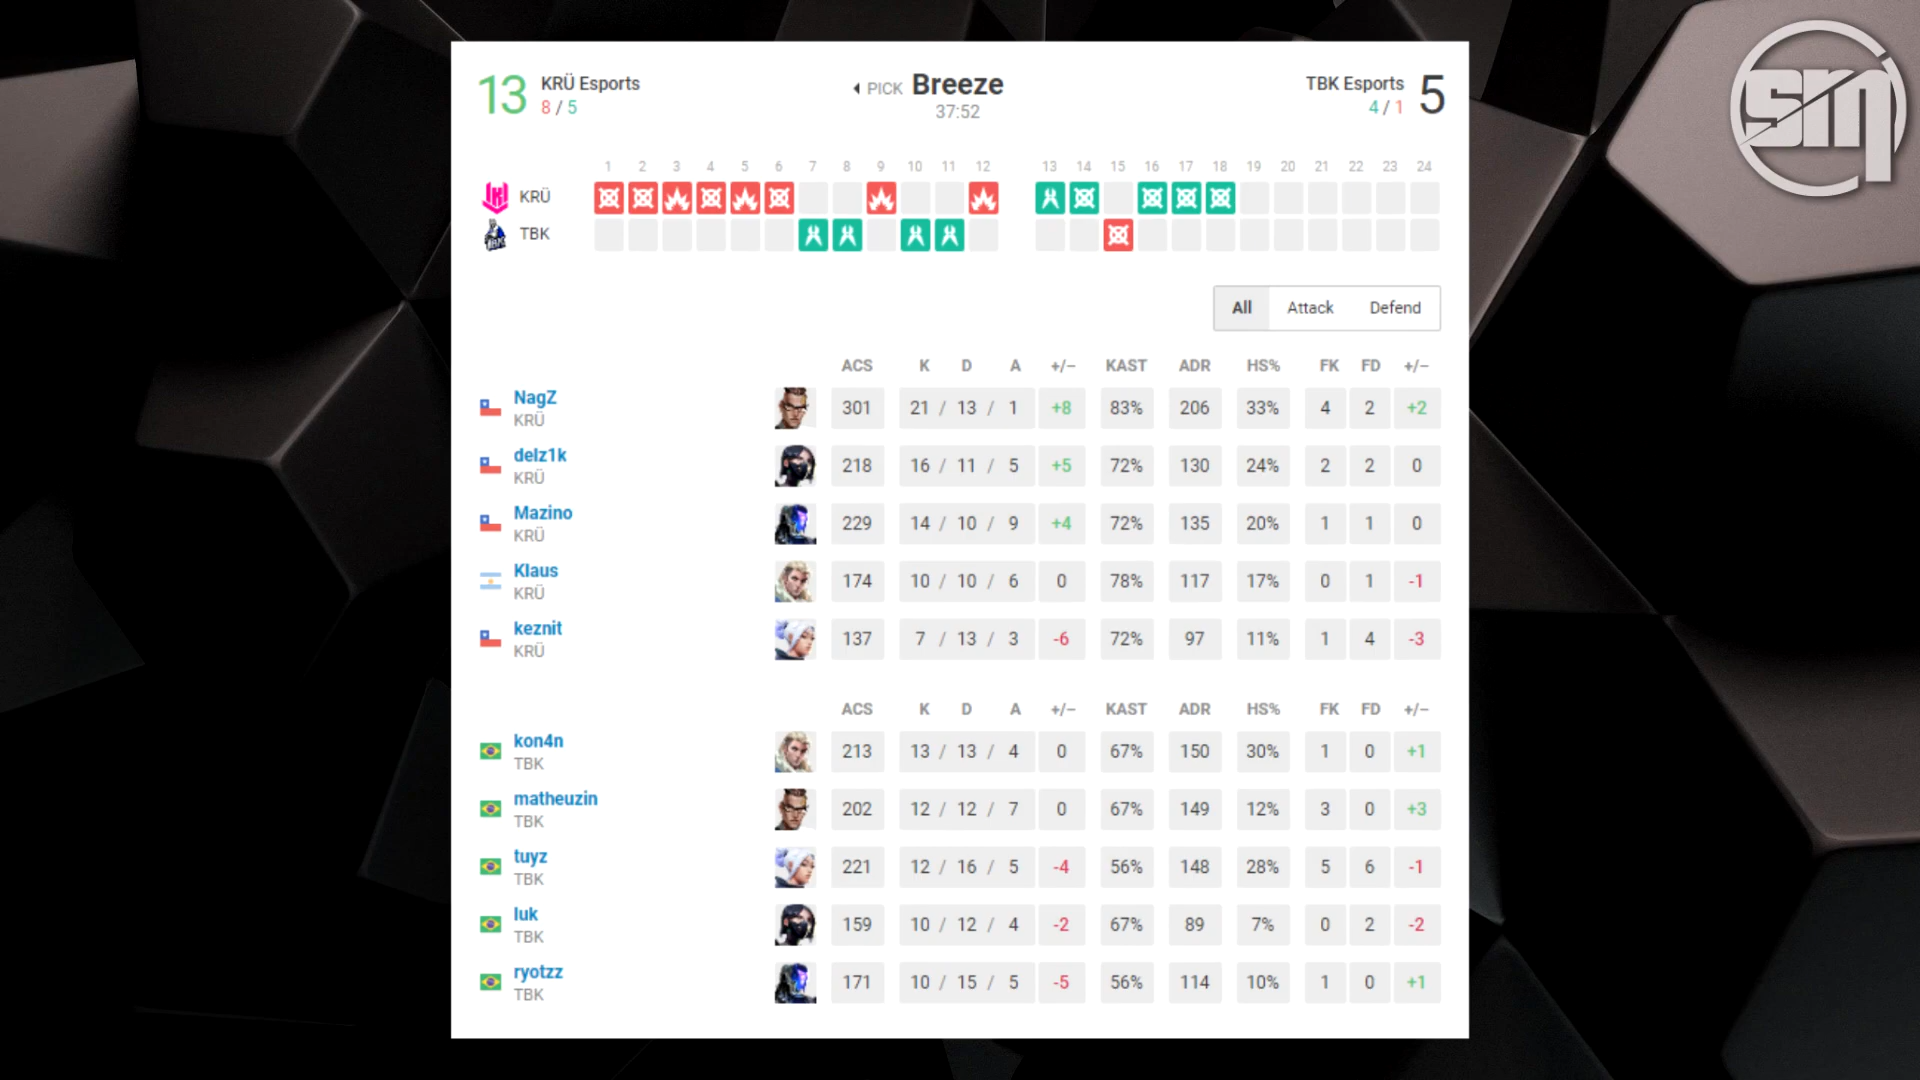 13 KRÜ Esports PICK Breeze TBK Esports 5
8 / 5 37:52 4 / 1
1 2 3 4 5 6 7 8 9 10 11 12 13 14 15 16 17 18 19 20 21 22 23 24
KRÜ
TBK
All Attack Defend
ACS K D A +/− KAST ADR HS% FK FD +/−
NagZ KRÜ 301 21 / 13 / 1 +8 83% 206 33% 4 2 +2
delz1k KRÜ 218 16 / 11 / 5 +5 72% 130 24% 2 2 0
Mazino KRÜ 229 14 / 10 / 9 +4 72% 135 20% 1 1 0
Klaus KRÜ 174 10 / 10 / 6 0 78% 117 17% 0 1 -1
keznit KRÜ 137 7 / 13 / 3 -6 72% 97 11% 1 4 -3
ACS K D A +/− KAST ADR HS% FK FD +/−
kon4n TBK 213 13 / 13 / 4 0 67% 150 30% 1 0 +1
matheuzin TBK 202 12 / 12 / 7 0 67% 149 12% 3 0 +3
tuyz TBK 221 12 / 16 / 5 -4 56% 148 28% 5 6 -1
luk TBK 159 10 / 12 / 4 -2 67% 89 7% 0 2 -2
ryotzz TBK 171 10 / 15 / 5 -5 56% 114 10% 1 0 +1